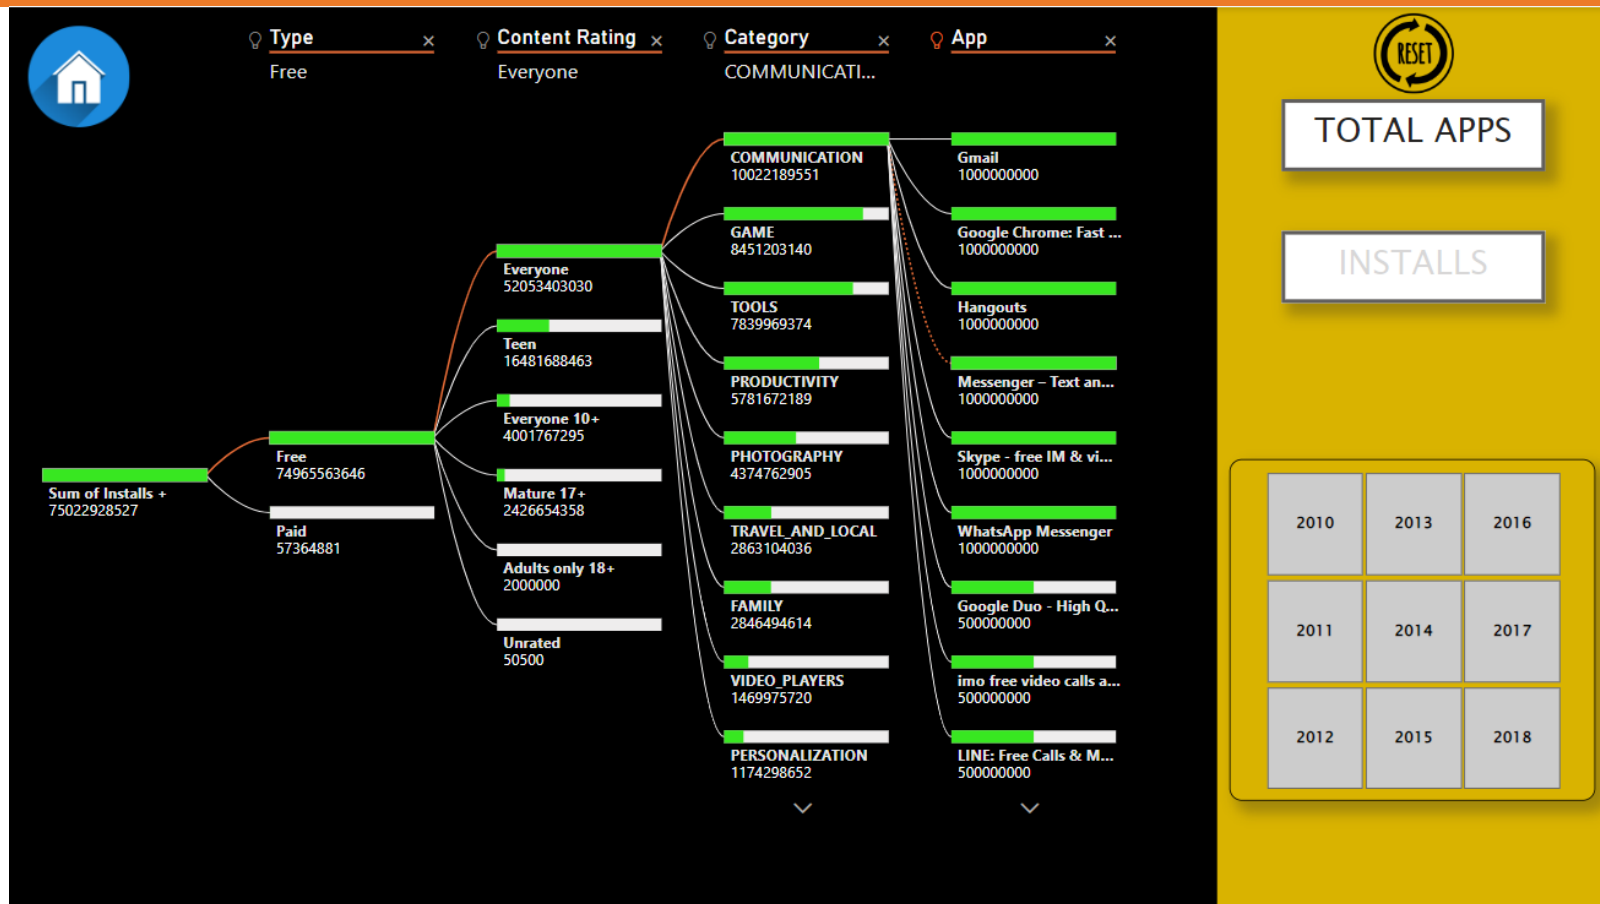 Type
×
Free
Content Rating
×
Everyone
Category
×
COMMUNICATI...
App
×
Sum of Installs +
75022928527
Free
74965563646
Paid
57364881
Everyone
52053403030
Teen
16481688463
Everyone 10+
4001767295
Mature 17+
2426654358
Adults only 18+
2000000
Unrated
50500
COMMUNICATION
10022189551
GAME
8451203140
TOOLS
7839969374
PRODUCTIVITY
5781672189
PHOTOGRAPHY
4374762905
TRAVEL_AND_LOCAL
2863104036
FAMILY
2846494614
VIDEO_PLAYERS
1469975720
PERSONALIZATION
1174298652
Gmail
1000000000
Google Chrome: Fast ...
1000000000
Hangouts
1000000000
Messenger – Text an...
1000000000
Skype - free IM & vi...
1000000000
WhatsApp Messenger
1000000000
Google Duo - High Q...
500000000
imo free video calls a...
500000000
LINE: Free Calls & M...
500000000
RESET
TOTAL APPS
INSTALLS
2010 2013 2016
2011 2014 2017
2012 2015 2018